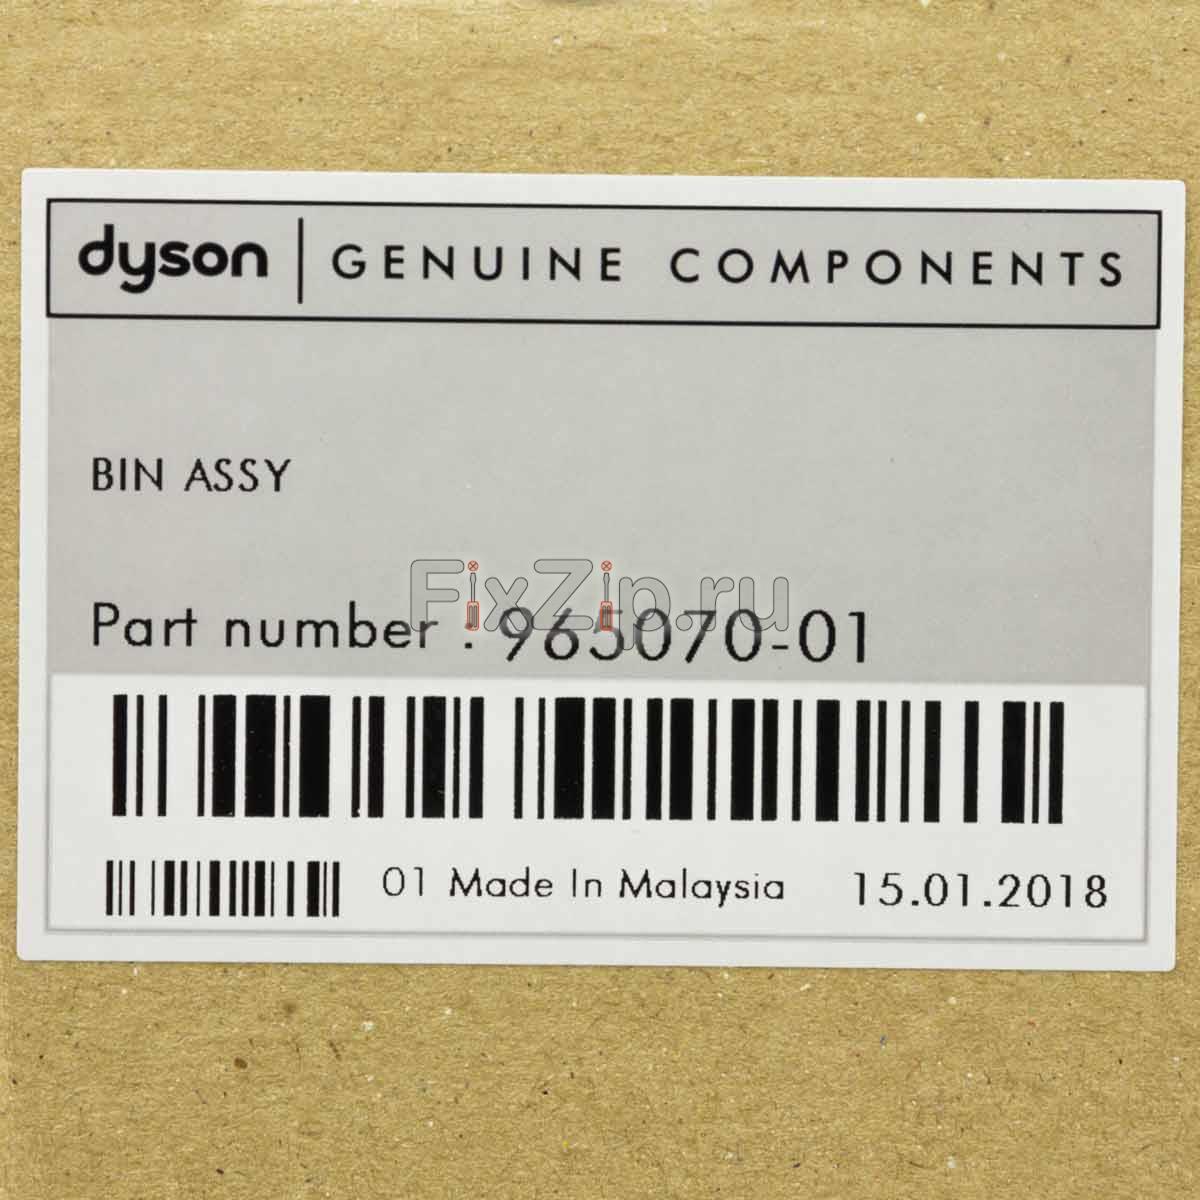 dyson | GENUINE COMPONENTS
BIN ASSY
FixZip.ru
Part number : 965070-01
01 Made In Malaysia 15.01.2018